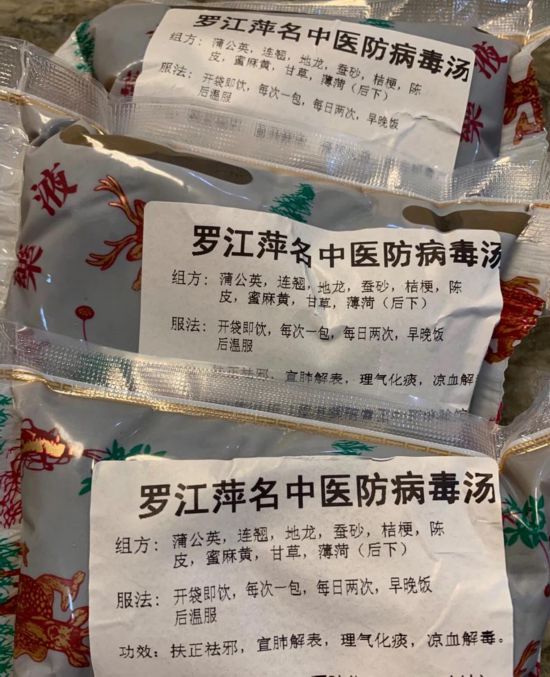 罗江萍名中医防病毒汤
组方：蒲公英，连翘，地龙，蚕砂，桔梗，陈
皮，蜜麻黄，甘草，薄菏（后下）
服法：开袋即饮，每次一包，每日两次，早晚饭
后温服
液
罗江萍名中医防病毒汤
组方：蒲公英，连翘，地龙，蚕砂，桔梗，陈
皮，蜜麻黄，甘草，薄菏（后下）
服法：开袋即饮，每次一包，每日两次，早晚饭
后温服
扶正祛邪，宣肺解表，理气化痰，凉血解
液
罗江萍名中医防病毒汤
组方：蒲公英，连翘，地龙，蚕砂，桔梗，陈
皮，蜜麻黄，甘草，薄菏（后下）
服法：开袋即饮，每次一包，每日两次，早晚饭
后温服
功效：扶正祛邪，宣肺解表，理气化痰，凉血解毒。